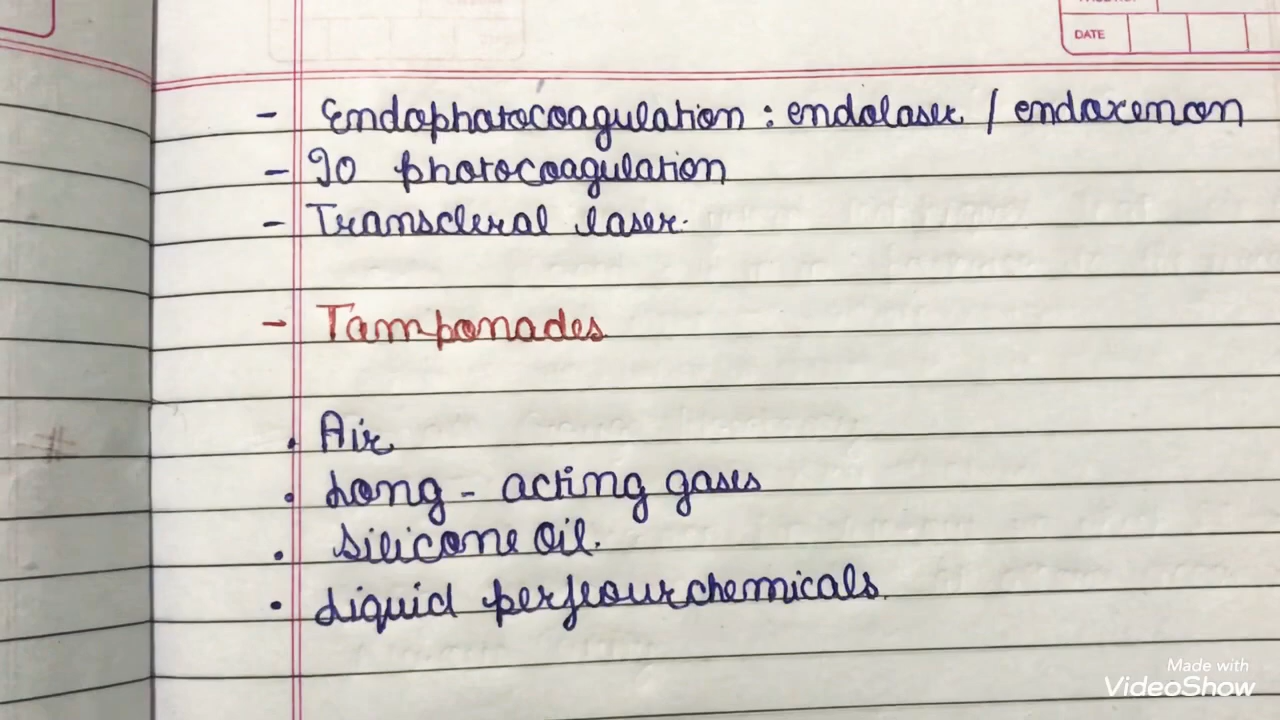 DATE
- Endophotocoagulation : endolaser / endoxenon
- IO photocoagulation
- Transcleral laser.
- Tamponades
• Air
• Long - acting gases
• Silicone oil.
• Liquid perflourchemicals.
Made with
VideoShow